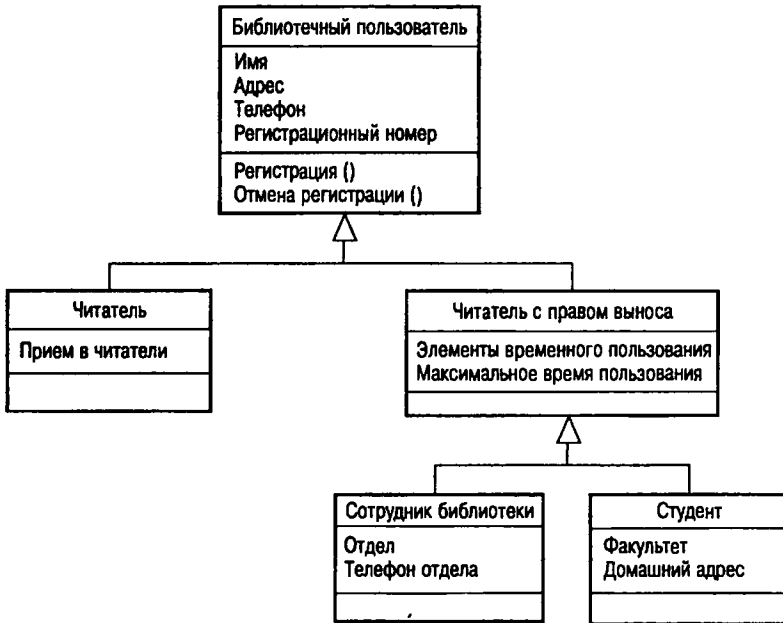 Библиотечный пользователь
Имя
Адрес
Телефон
Регистрационный номер
Регистрация ()
Отмена регистрации ()
Читатель
Прием в читатели
Читатель с правом выноса
Элементы временного пользования
Максимальное время пользования
Сотрудник библиотеки
Отдел
Телефон отдела
Студент
Факультет
Домашний адрес